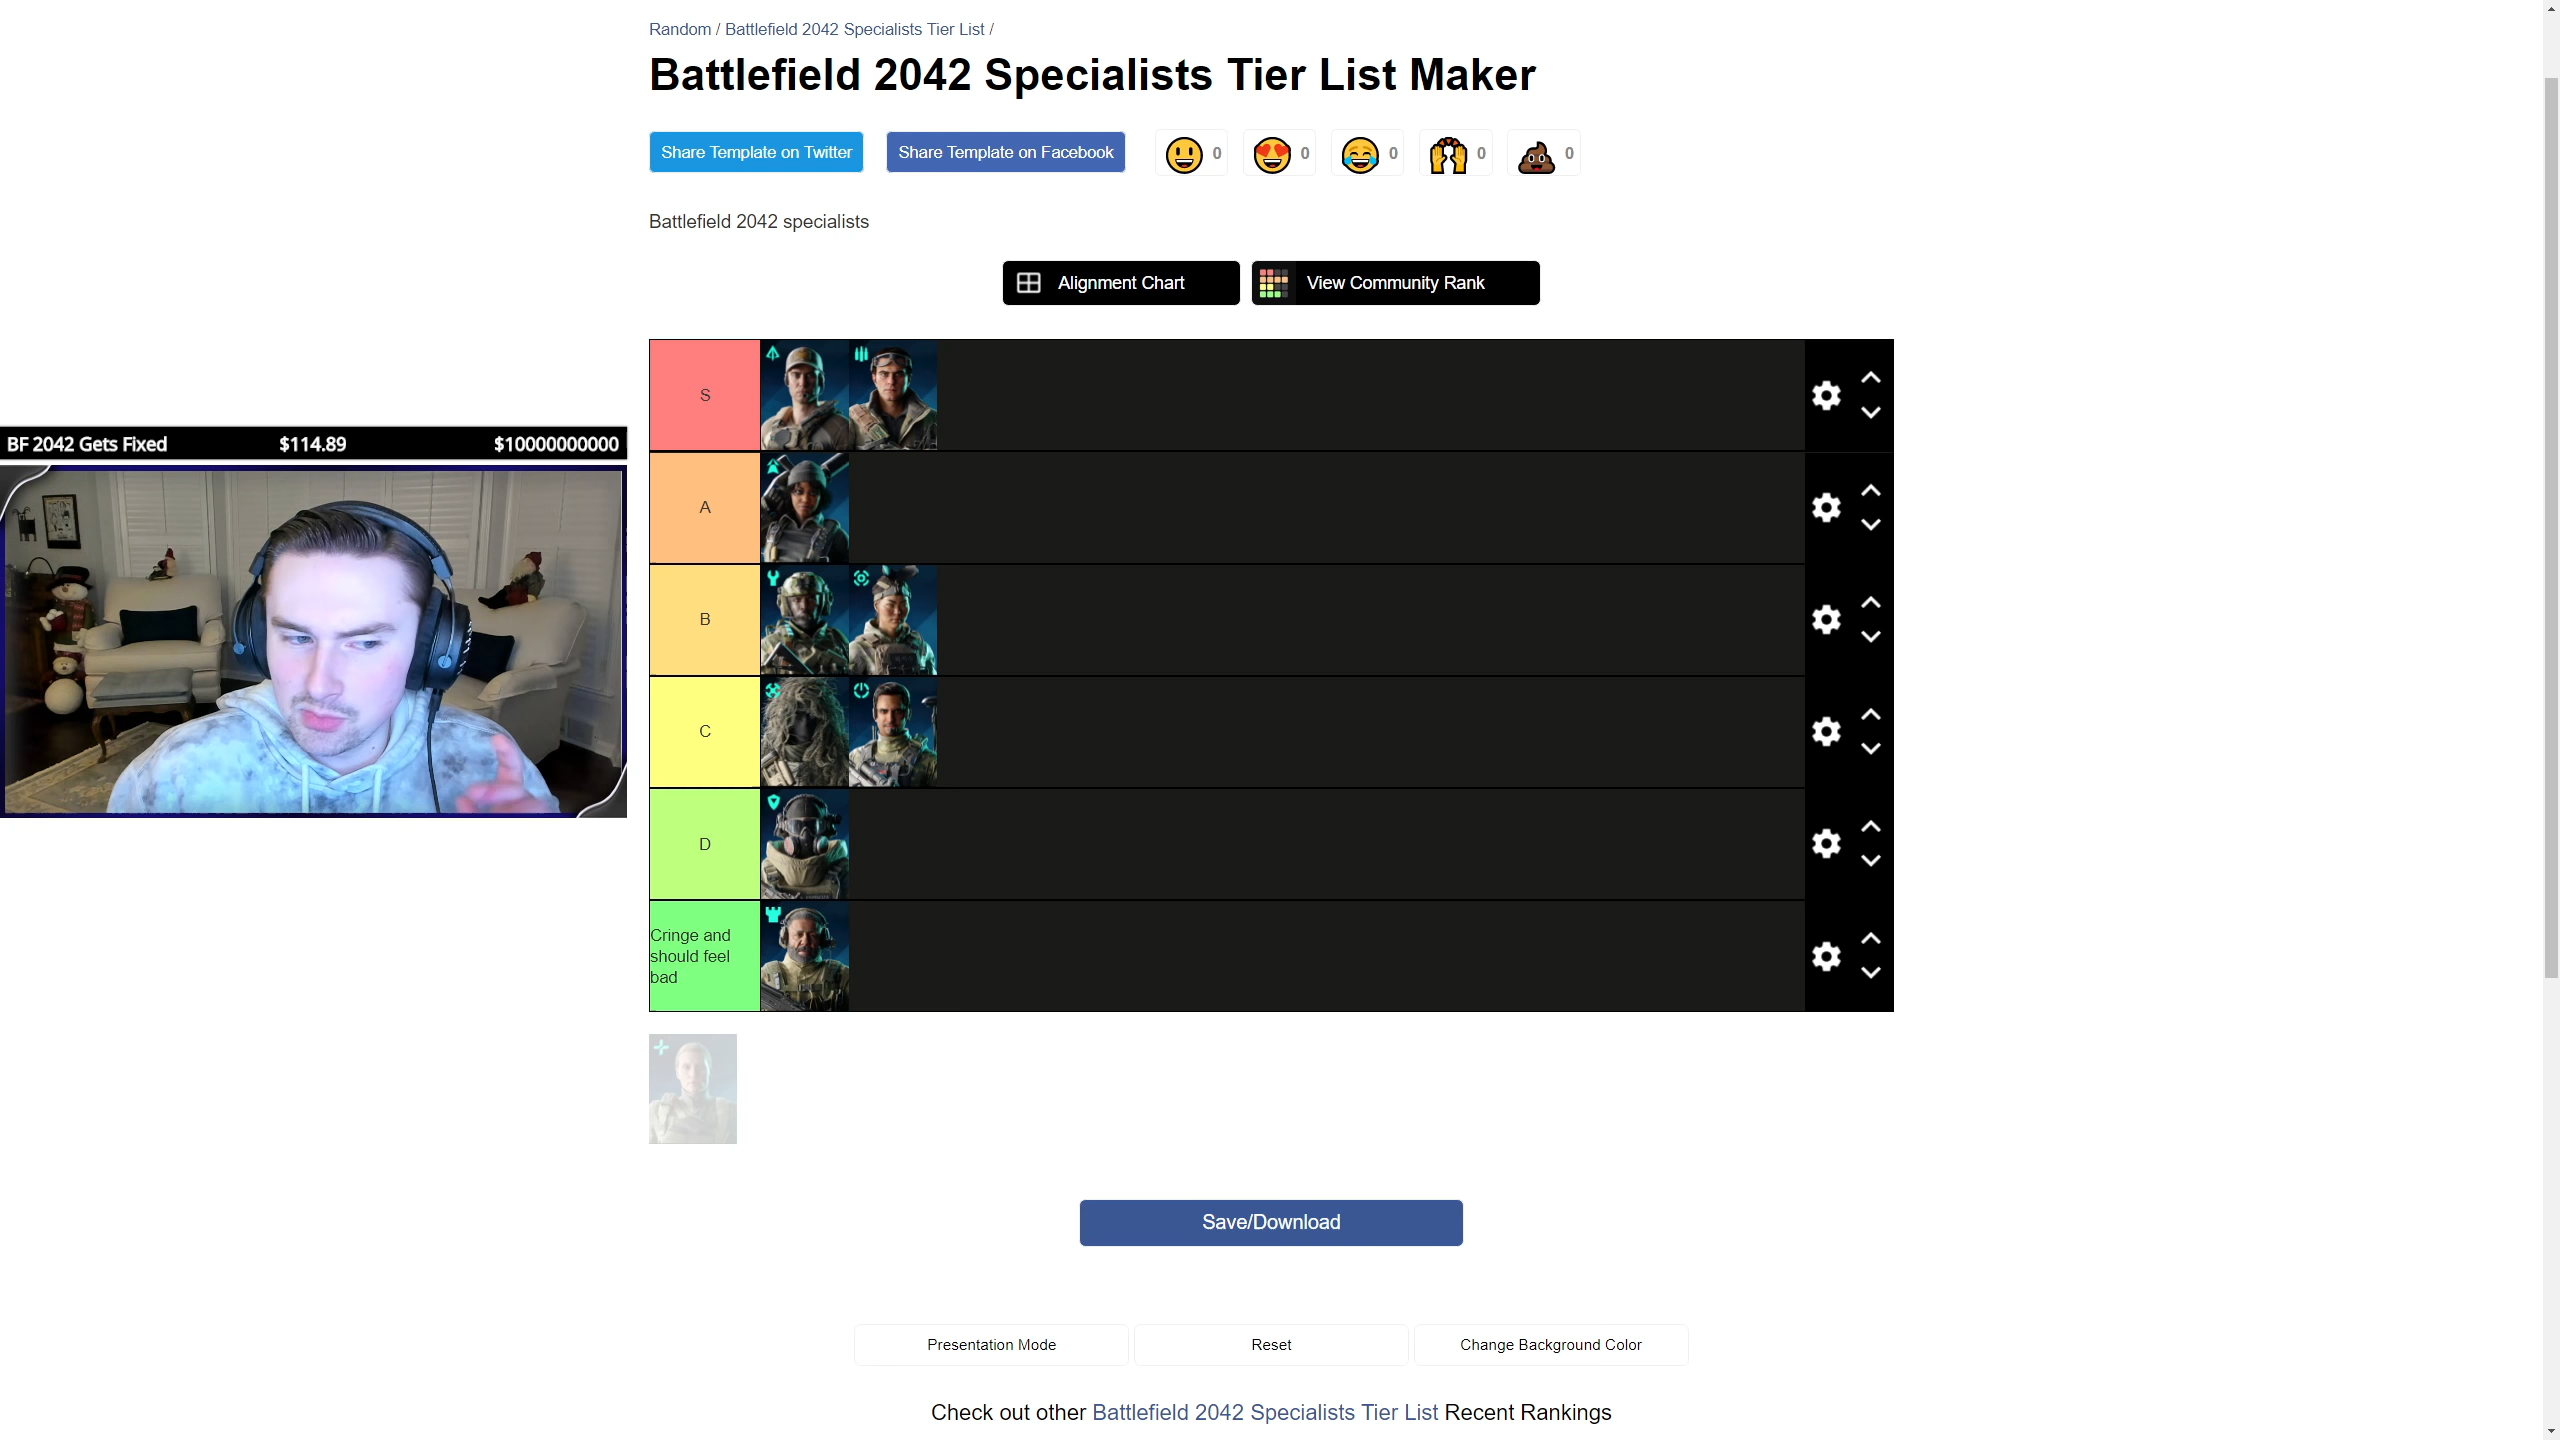 Random / Battlefield 2042 Specialists Tier List /
Battlefield 2042 Specialists Tier List Maker
Share Template on Twitter
Share Template on Facebook
0
0
0
0
0
Battlefield 2042 specialists
Alignment Chart
View Community Rank
BF 2042 Gets Fixed $114.89 $10000000000
S
A
B
C
D
Cringe and
should feel
bad
Save/Download
Presentation Mode
Reset
Change Background Color
Check out other Battlefield 2042 Specialists Tier List Recent Rankings